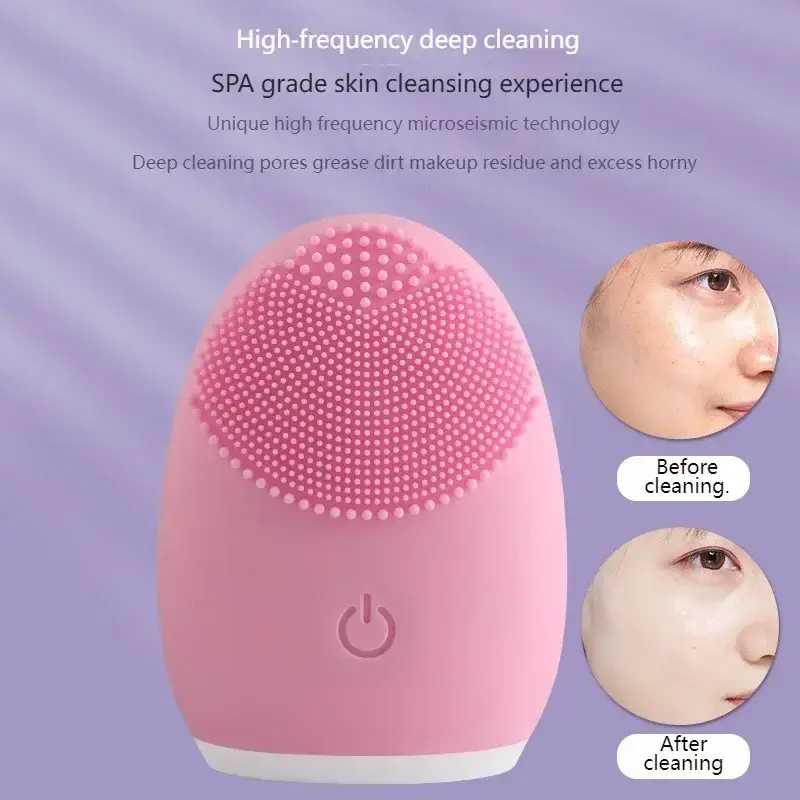 High-frequency deep cleaning
SPA grade skin cleansing experience
Unique high frequency microseismic technology
Deep cleaning pores grease dirt makeup residue and excess horny
Before
cleaning.
After
cleaning